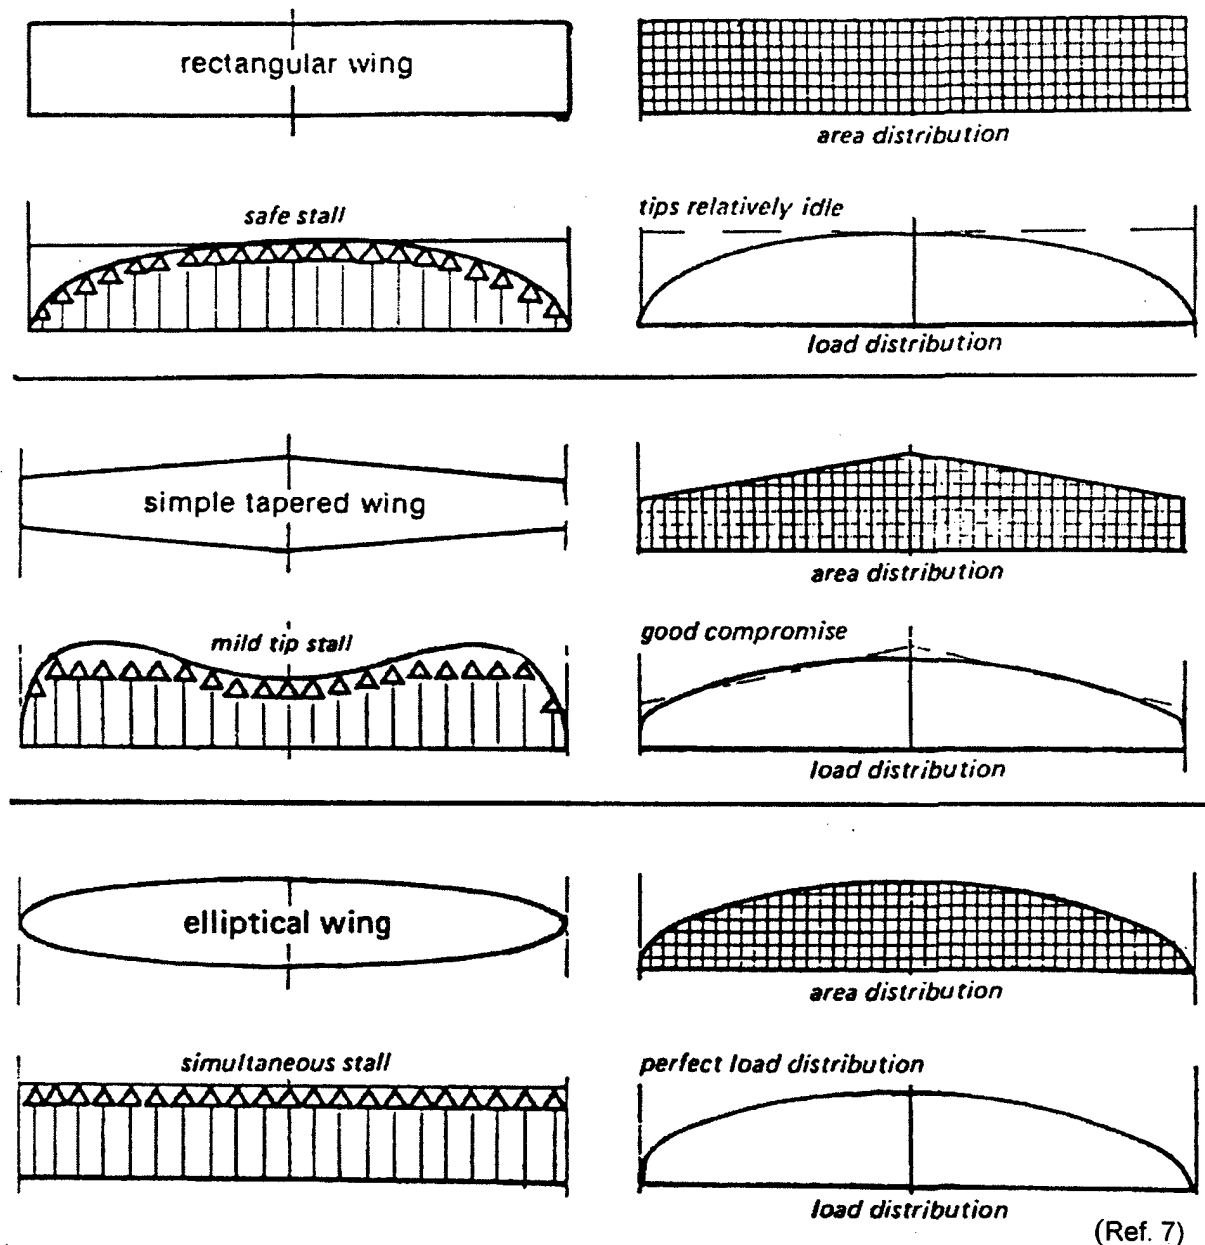 rectangular wing
area distribution
safe stall
tips relatively idle
load distribution
simple tapered wing
area distribution
mild tip stall
good compromise
load distribution
elliptical wing
area distribution
simultaneous stall
perfect load distribution
load distribution
(Ref. 7)